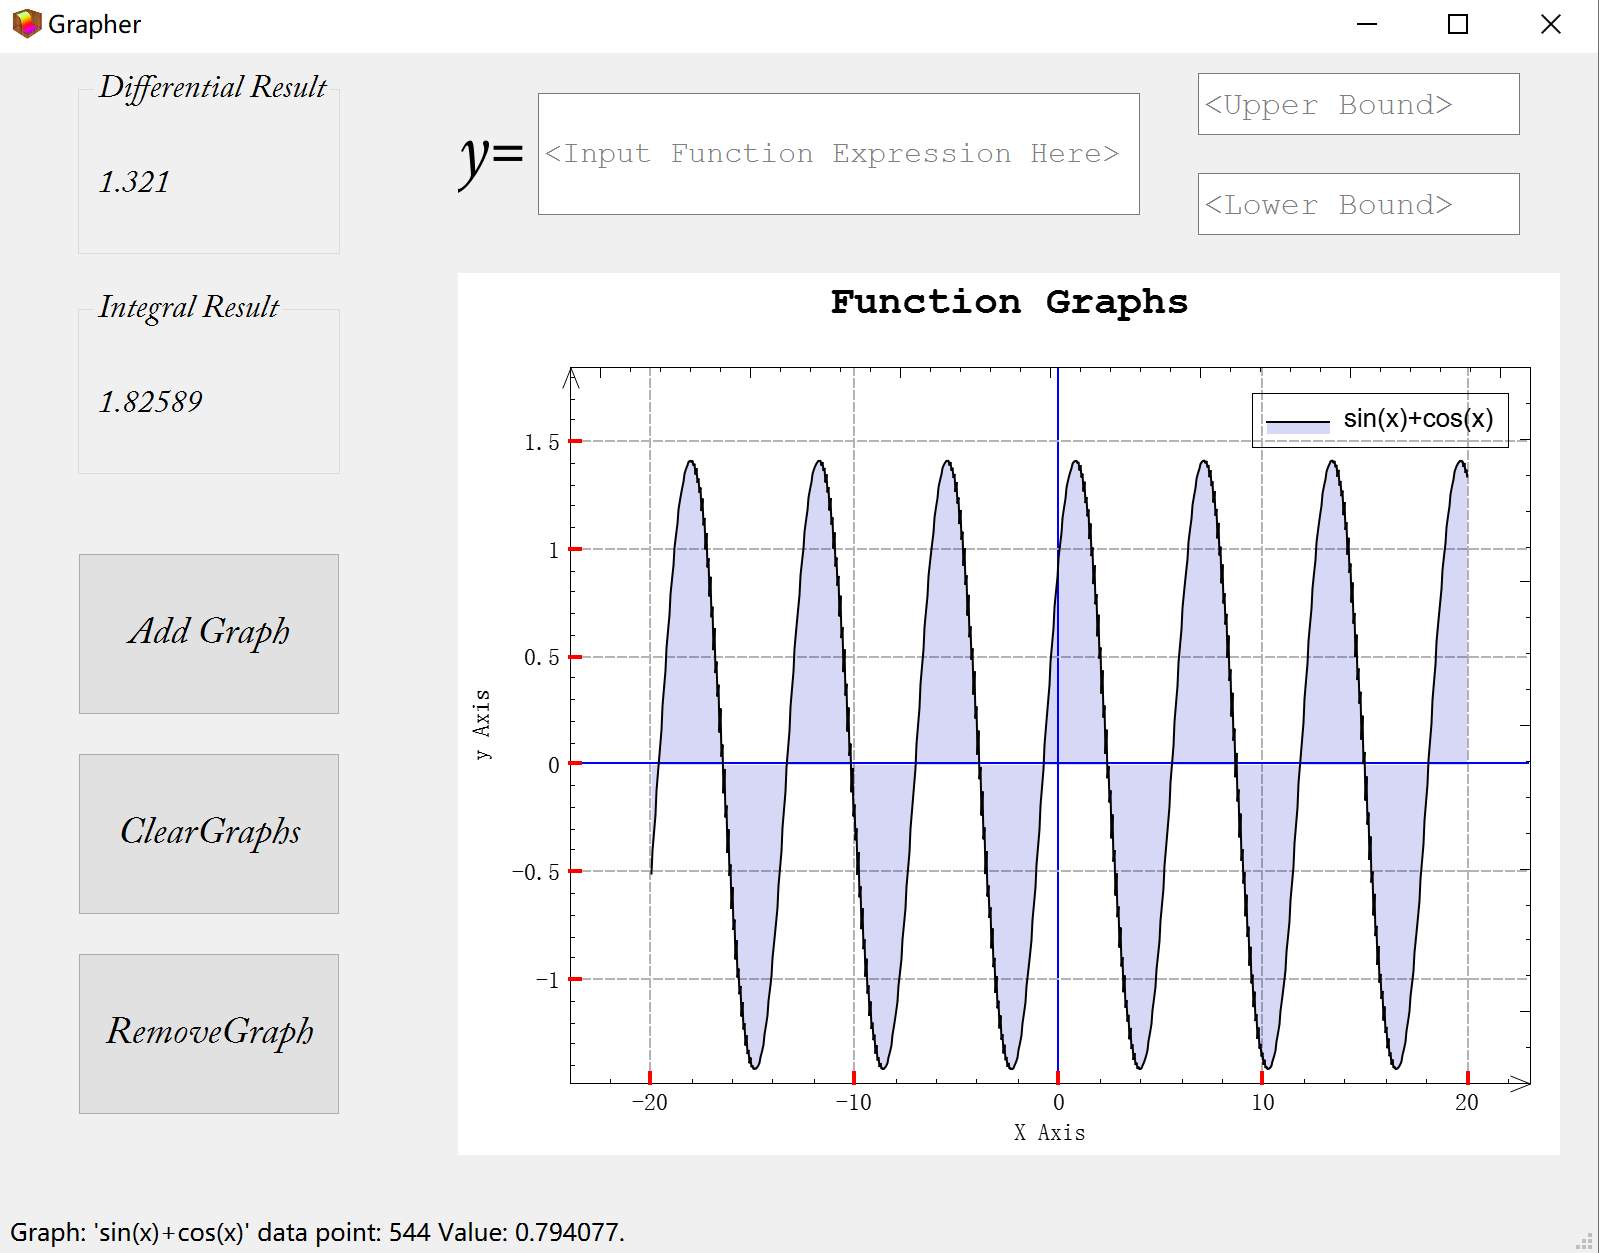 Grapher
Differential Result
1.321
y=
<Input Function Expression Here>
<Upper Bound>
<Lower Bound>
Integral Result
1.82589
Add Graph
ClearGraphs
RemoveGraph
Function Graphs
sin(x)+cos(x)
1.5
1
0.5
0
-0.5
-1
y Axis
-20 -10 0 10 20
X Axis
Graph: 'sin(x)+cos(x)' data point: 544 Value: 0.794077.